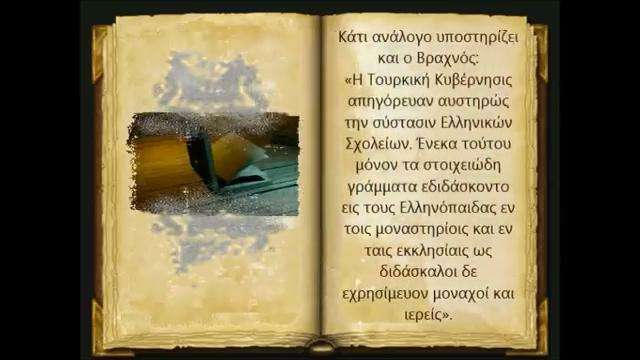 Κάτι ανάλογο υποστηρίζει
και ο Βραχνός:
«Η Τουρκική Κυβέρνησις
απηγόρευαν αυστηρώς
την σύστασιν Ελληνικών
Σχολείων. Ένεκα τούτου
μόνον τα στοιχειώδη
γράμματα εδιδάσκοντο
εις τους Ελληνόπαιδας εν
τοις μοναστηρίοις και εν
ταις εκκλησίαις ως
διδάσκαλοι δε
εχρησίμευον μοναχοί και
ιερείς».